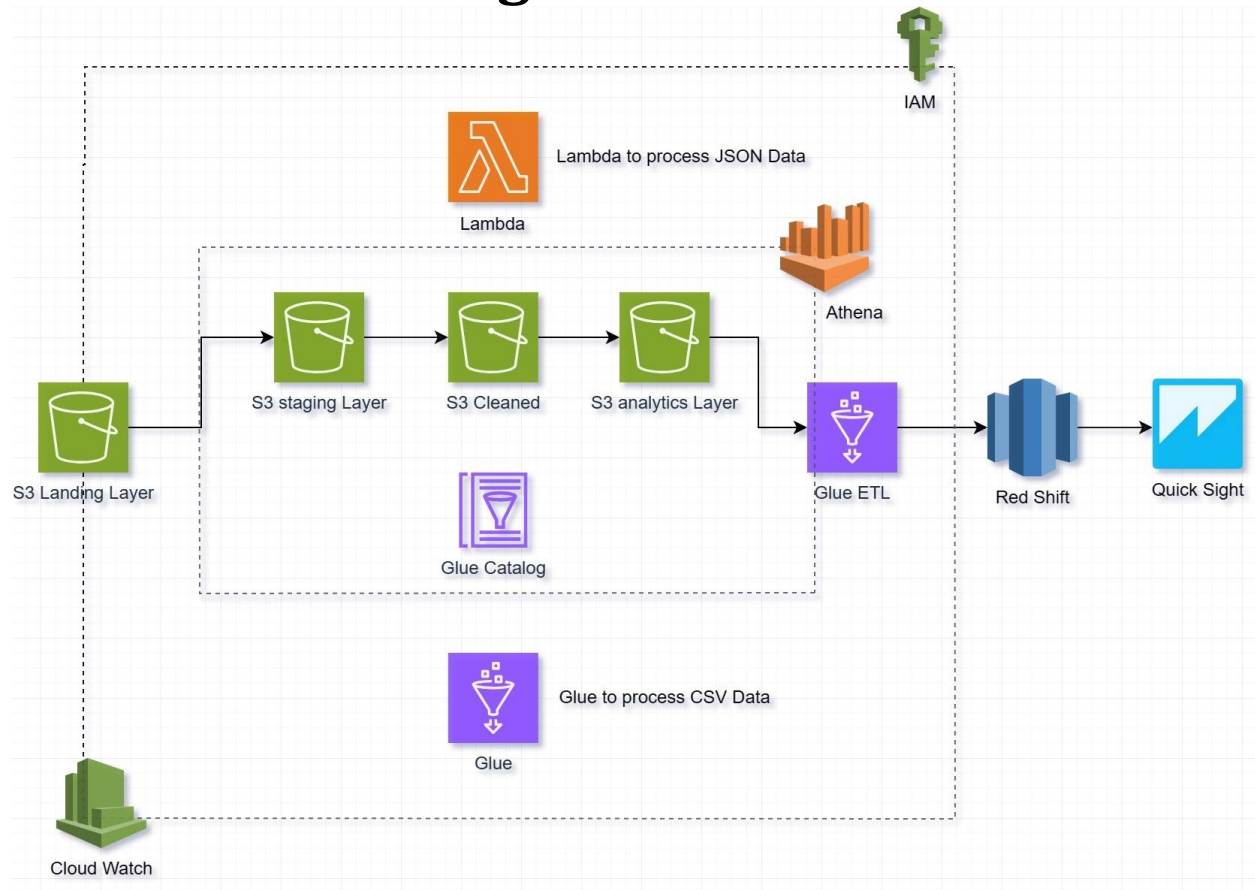 IAM
Lambda to process JSON Data
Lambda
Athena
S3 staging Layer
S3 Cleaned
S3 analytics Layer
S3 Landing Layer
Glue ETL
Red Shift
Quick Sight
Glue Catalog
Glue to process CSV Data
Glue
Cloud Watch